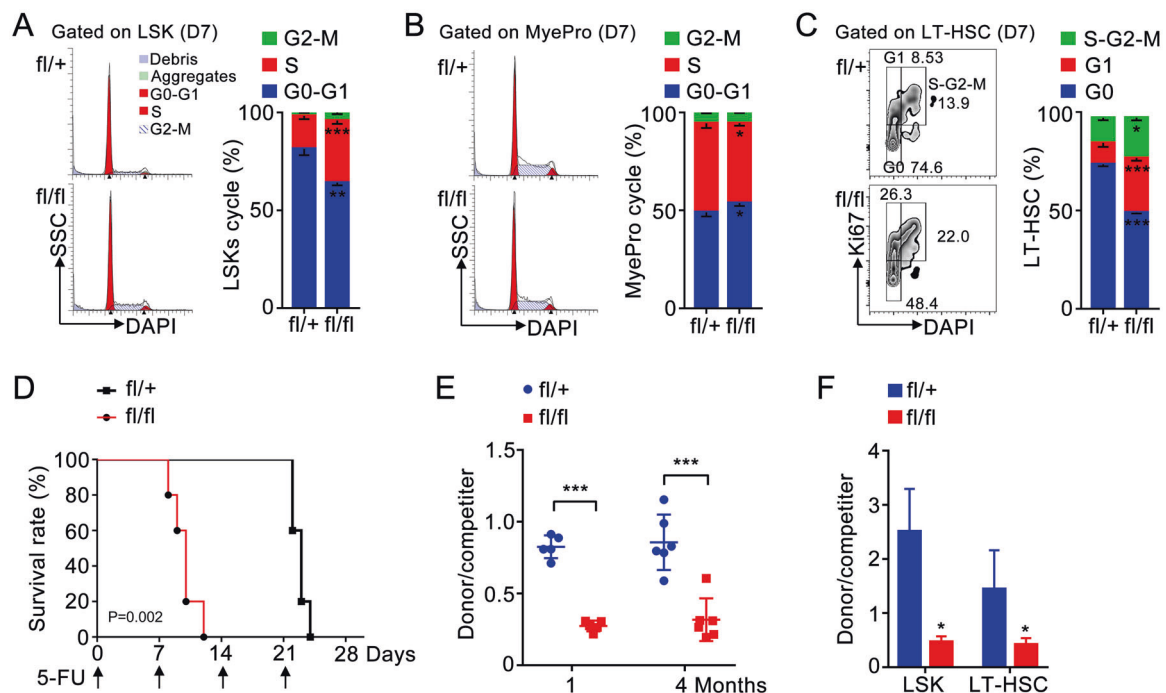 A Gated on LSK (D7)
fl/+
Debris
Aggregates
G0-G1
S
G2-M
fl/fl
SSC
DAPI
G2-M
S
G0-G1
LSKs cycle (%)
100
50
0
***
**
fl/+ fl/fl
B Gated on MyePro (D7)
fl/+
fl/fl
SSC
DAPI
G2-M
S
G0-G1
MyePro cycle (%)
100
50
0
*
*
fl/+ fl/fl
C Gated on LT-HSC (D7)
fl/+
G1 8.53
S-G2-M
13.9
G0 74.6
fl/fl
26.3
22.0
48.4
Ki67
DAPI
S-G2-M
G1
G0
LT-HSC (%)
100
50
0
*
***
***
fl/+ fl/fl
D
fl/+
fl/fl
Survival rate (%)
100
80
60
40
20
0
P=0.002
0 7 14 21 28 Days
5-FU
E
fl/+
fl/fl
Donor/competiter
1.5
1.0
0.5
0.0
***
***
1 4 Months
F
fl/+
fl/fl
Donor/competiter
4
3
2
1
0
*
*
LSK LT-HSC